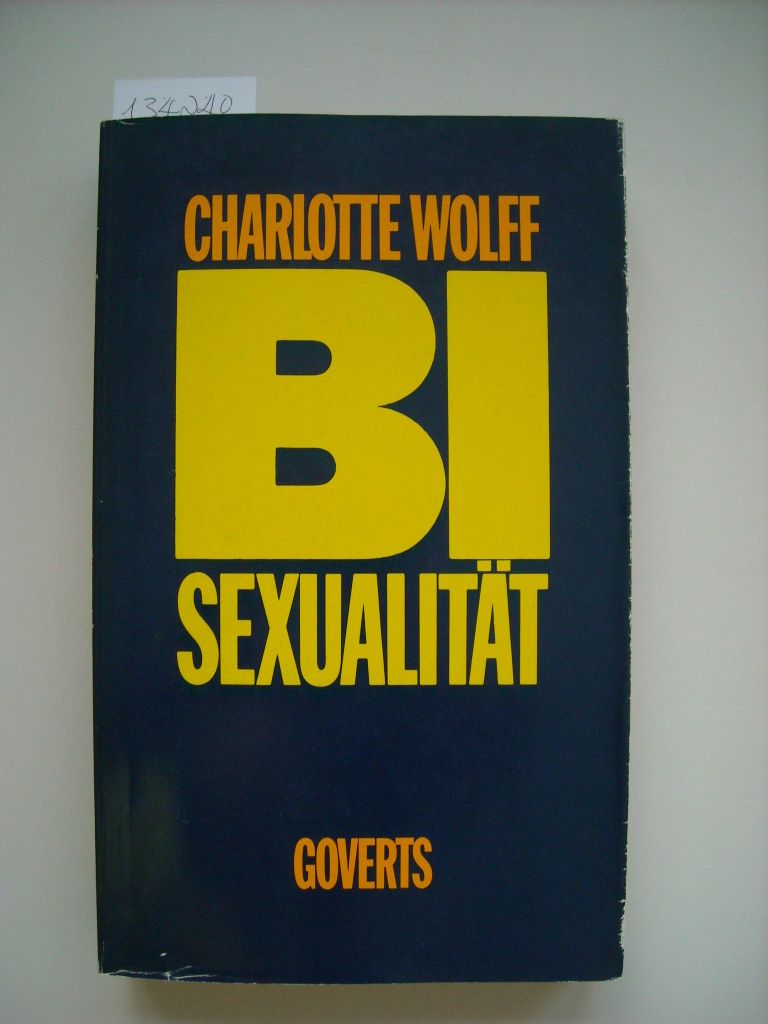 134240
CHARLOTTE WOLFF
BI
SEXUALITÄT
GOVERTS